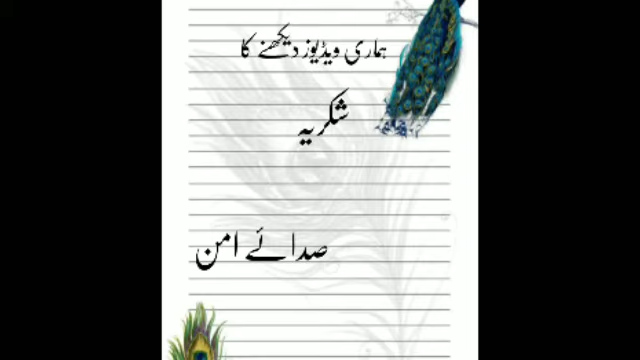 ہماری ویڈیوز دیکھنے کا
شکریہ
صدائے امن